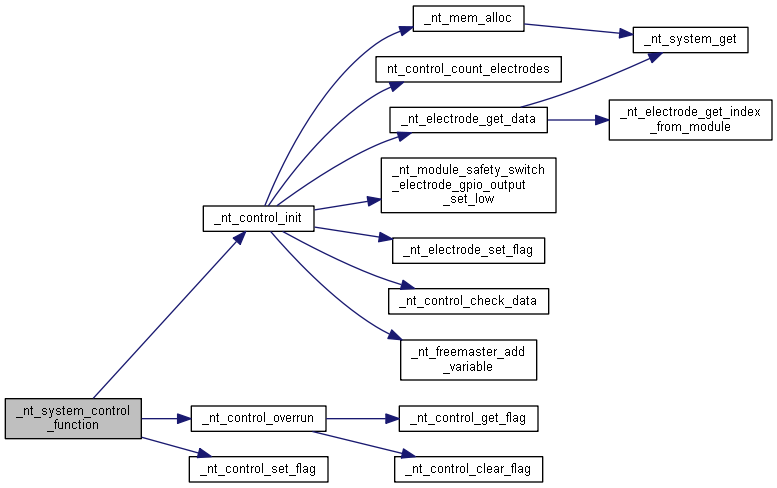 _nt_mem_alloc
_nt_system_get
nt_control_count_electrodes
_nt_electrode_get_data
_nt_electrode_get_index
_from_module
_nt_module_safety_switch
_electrode_gpio_output
_set_low
_nt_control_init
_nt_electrode_set_flag
_nt_control_check_data
_nt_freemaster_add
_variable
_nt_system_control
_function
_nt_control_overrun
_nt_control_get_flag
_nt_control_set_flag
_nt_control_clear_flag